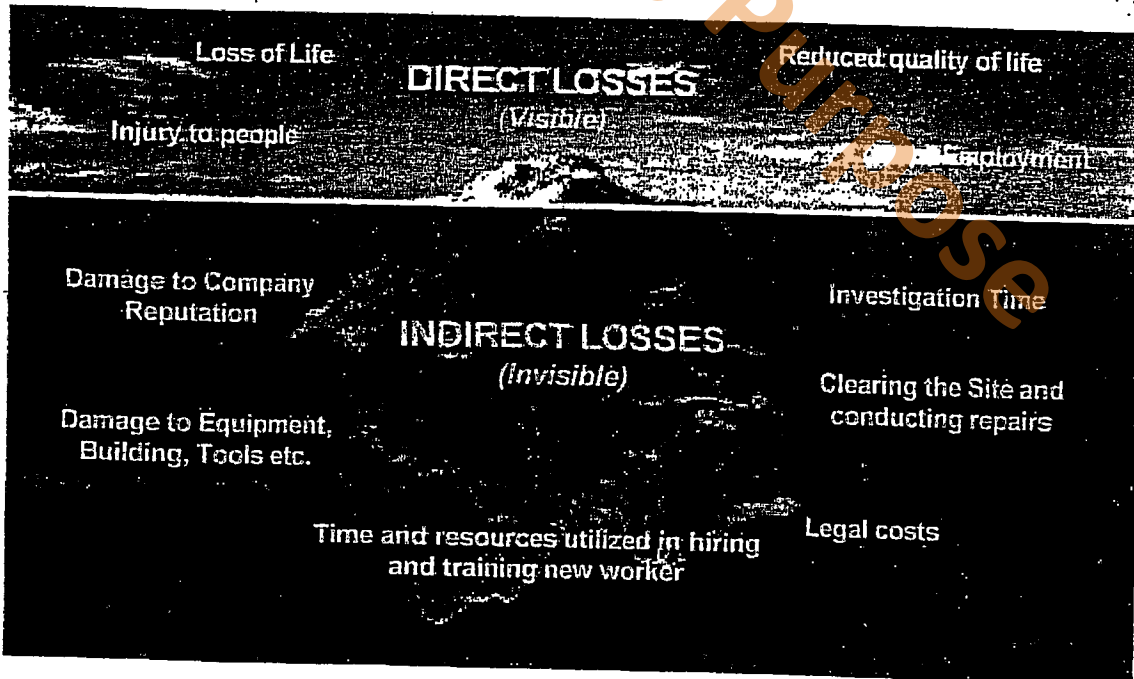 Loss of Life
DIRECT LOSSES
(Visible)
Reduced quality of life
Injury to people
Employment
Damage to Company
Reputation
INDIRECT LOSSES
(Invisible)
Investigation Time
Damage to Equipment,
Building, Tools etc.
Clearing the Site and
conducting repairs
Time and resources utilized in hiring
and training new worker
Legal costs
Purpose